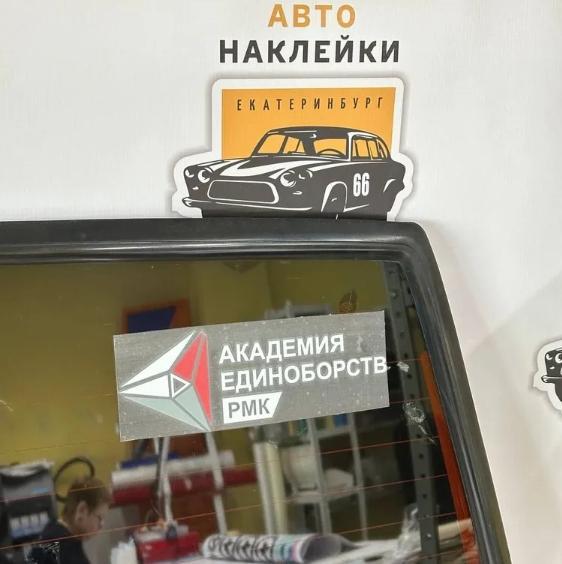 АВТО
НАКЛЕЙКИ
ЕКАТЕРИНБУРГ
66
АКАДЕМИЯ
ЕДИНОБОРСТВ
РМК